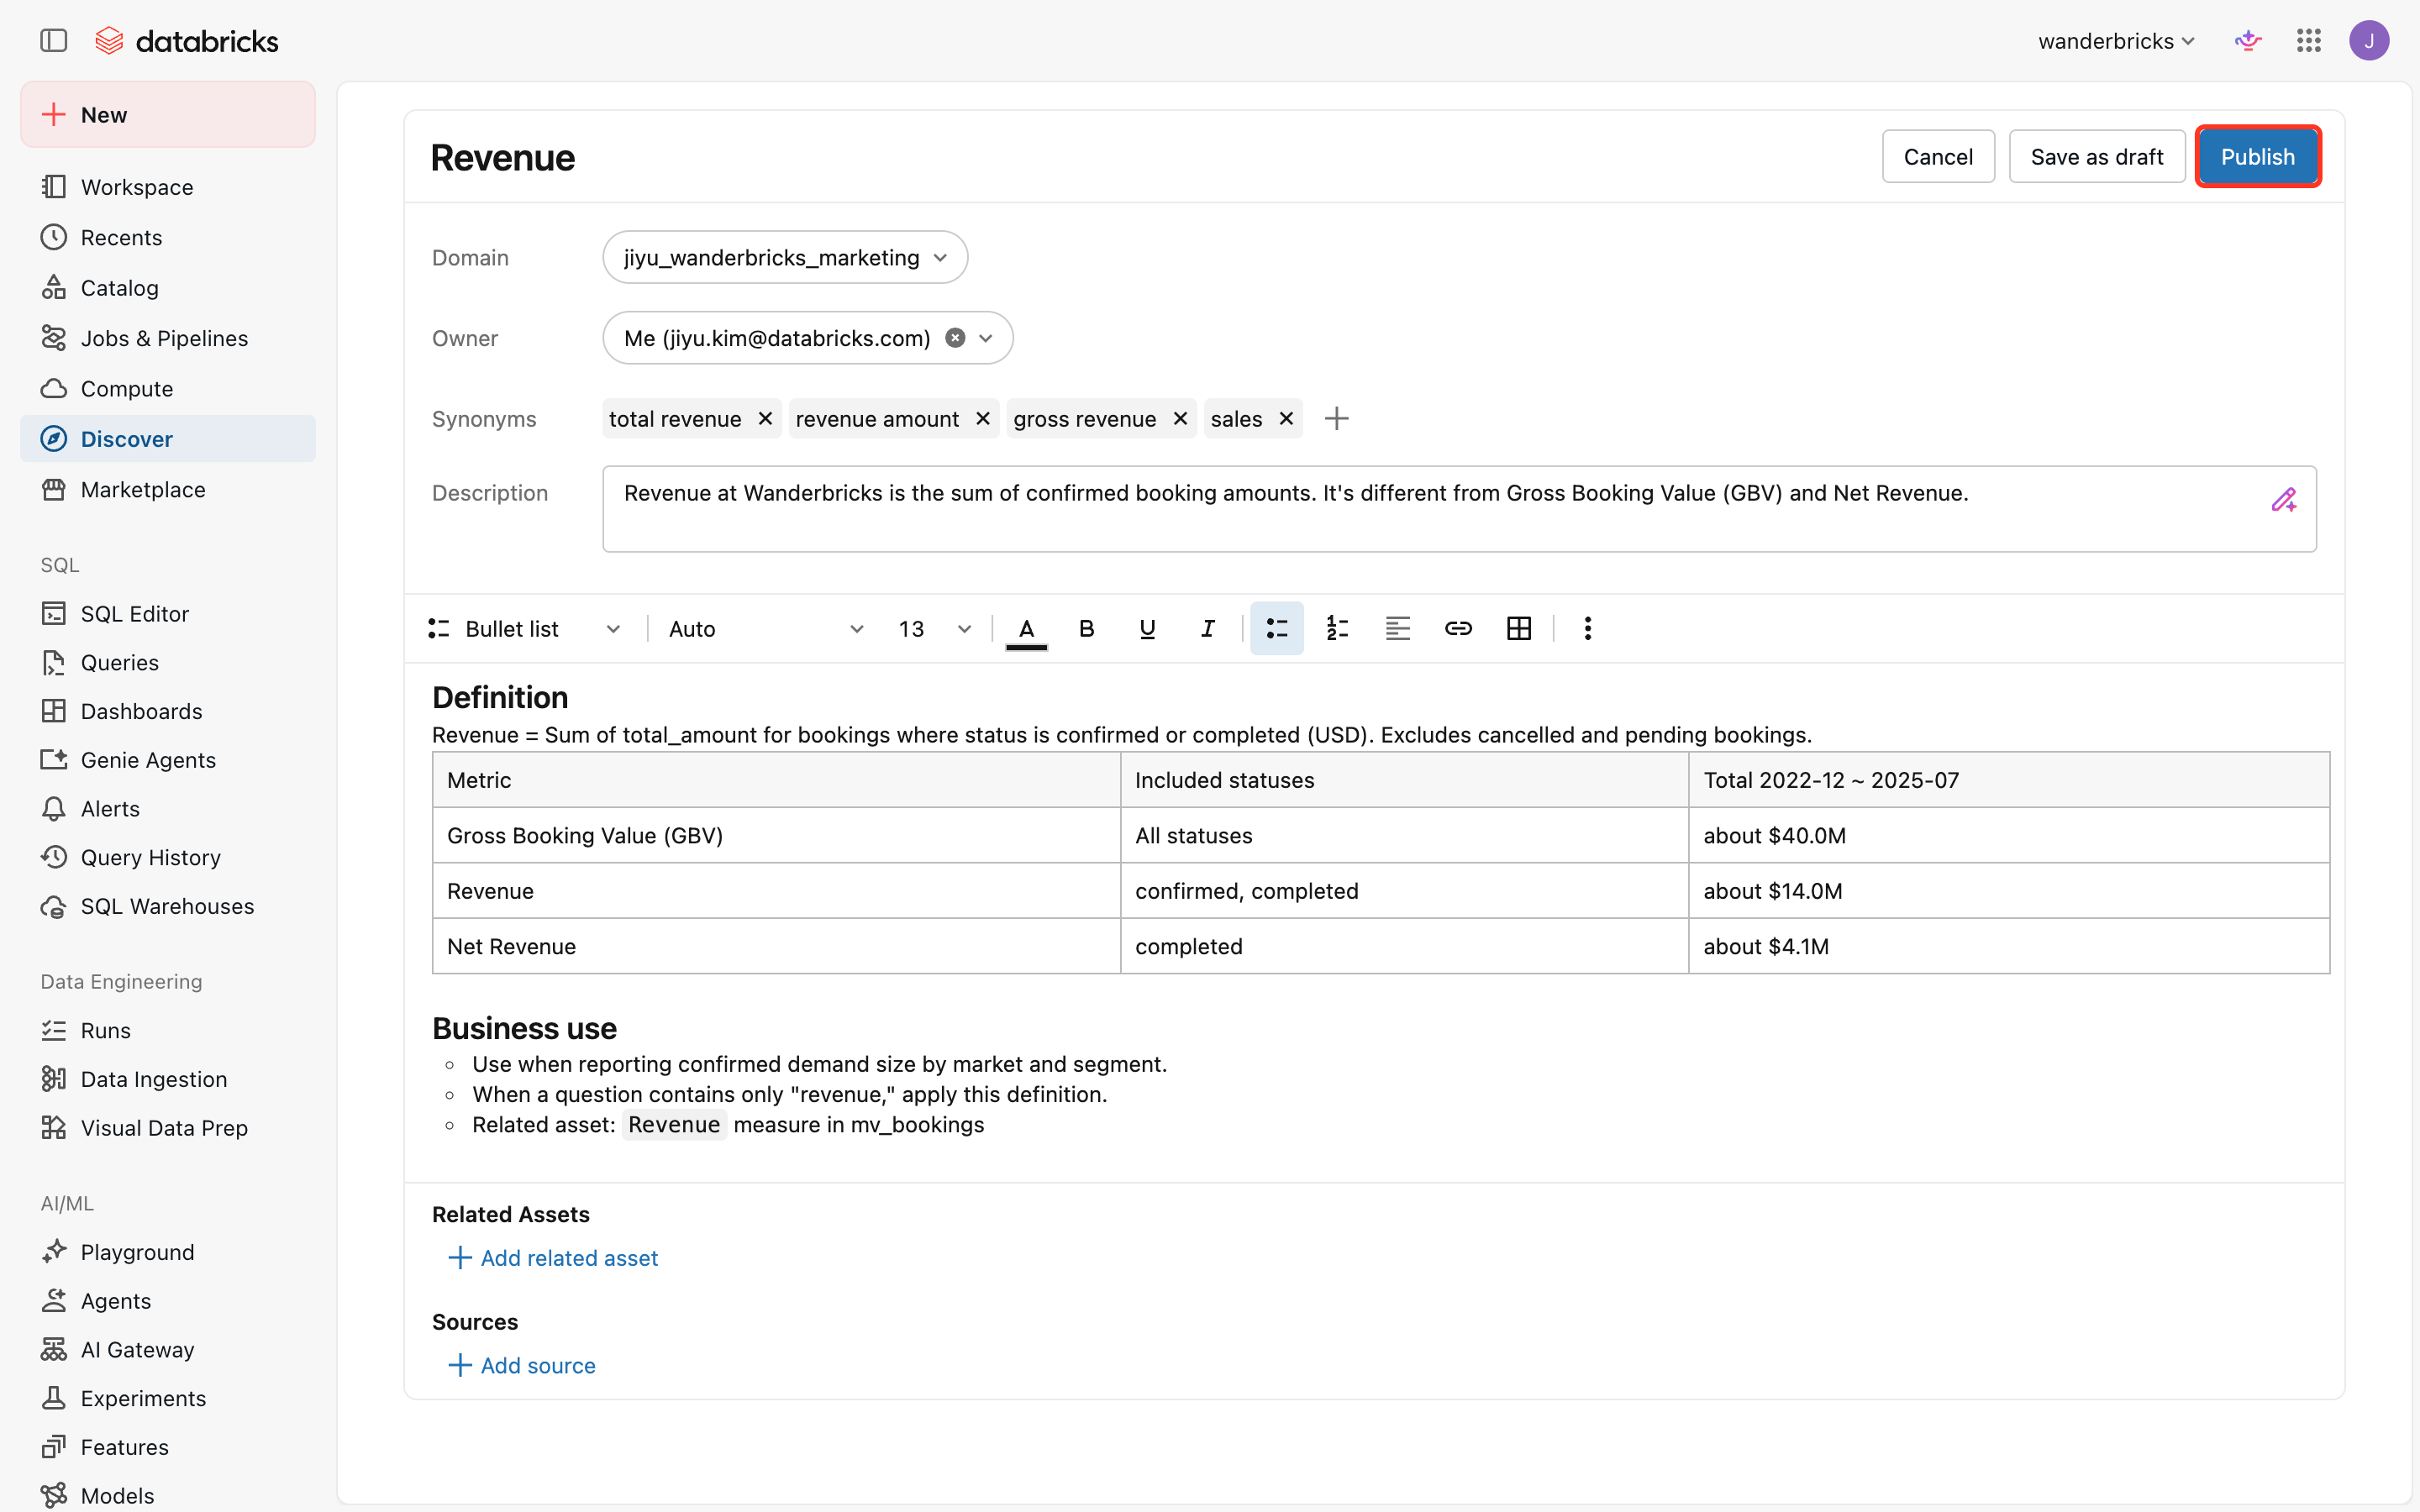 databricks
wanderbricks
J
New
Workspace
Recents
Catalog
Jobs & Pipelines
Compute
Discover
Marketplace
SQL
SQL Editor
Queries
Dashboards
Genie Agents
Alerts
Query History
SQL Warehouses
Data Engineering
Runs
Data Ingestion
Visual Data Prep
AI/ML
Playground
Agents
AI Gateway
Experiments
Features
Models
Revenue
Cancel Save as draft Publish
Domain jiyu_wanderbricks_marketing
Owner Me (jiyu.kim@databricks.com)
Synonyms total revenue revenue amount gross revenue sales
Description Revenue at Wanderbricks is the sum of confirmed booking amounts. It's different from Gross Booking Value (GBV) and Net Revenue.
Bullet list Auto 13 A B U I
Definition
Revenue = Sum of total_amount for bookings where status is confirmed or completed (USD). Excludes cancelled and pending bookings.
Metric Included statuses Total 2022-12 ~ 2025-07
Gross Booking Value (GBV) All statuses about $40.0M
Revenue confirmed, completed about $14.0M
Net Revenue completed about $4.1M
Business use
Use when reporting confirmed demand size by market and segment.
When a question contains only "revenue," apply this definition.
Related asset: Revenue measure in mv_bookings
Related Assets
Add related asset
Sources
Add source